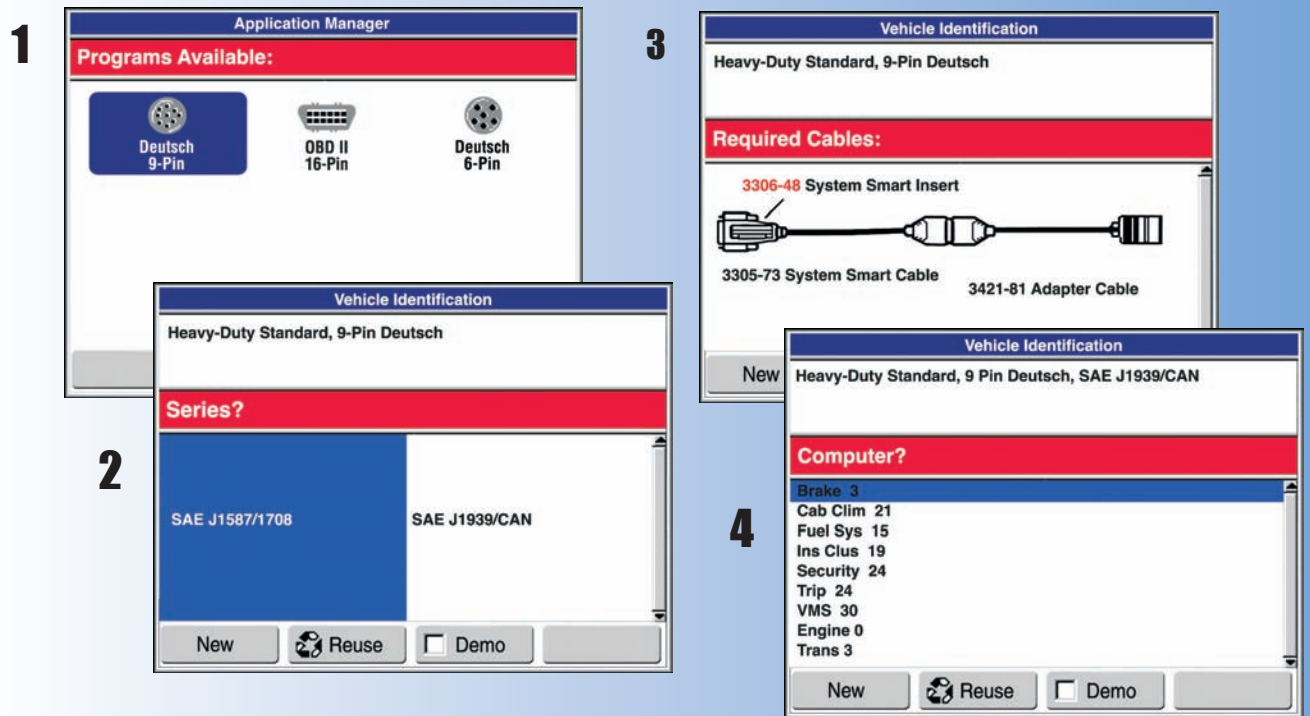 1
Application Manager
Programs Available:
Deutsch
9-Pin
OBD II
16-Pin
Deutsch
6-Pin
2
Vehicle Identification
Heavy-Duty Standard, 9-Pin Deutsch
Series?
SAE J1587/1708
SAE J1939/CAN
New
Reuse
Demo
3
Vehicle Identification
Heavy-Duty Standard, 9-Pin Deutsch
Required Cables:
3306-48 System Smart Insert
3305-73 System Smart Cable
3421-81 Adapter Cable
New
4
Vehicle Identification
Heavy-Duty Standard, 9 Pin Deutsch, SAE J1939/CAN
Computer?
Brake 3
Cab Clim 21
Fuel Sys 15
Ins Clus 19
Security 24
Trip 24
VMS 30
Engine 0
Trans 3
New
Reuse
Demo